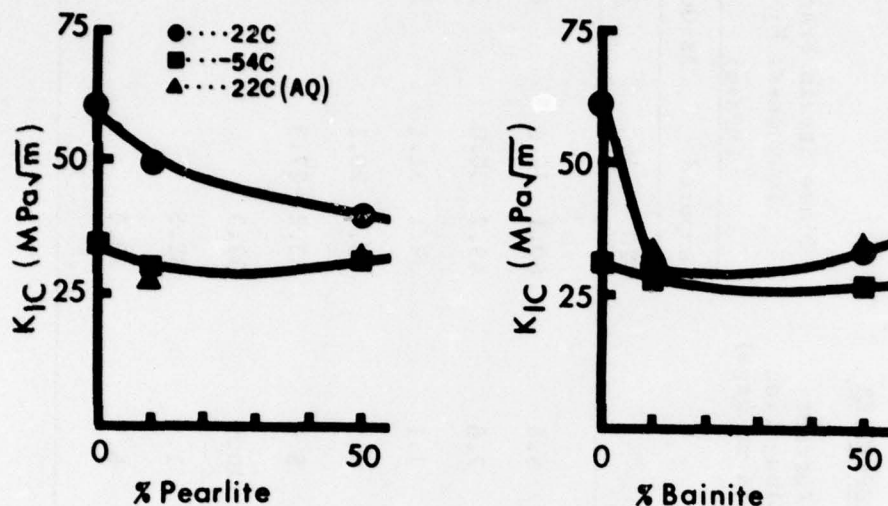 75
50
25
0
50
K_IC (MPa√m)
% Pearlite
●····22C
■····-54C
▲····22C (AQ)
75
50
25
0
50
K_IC (MPa√m)
% Bainite